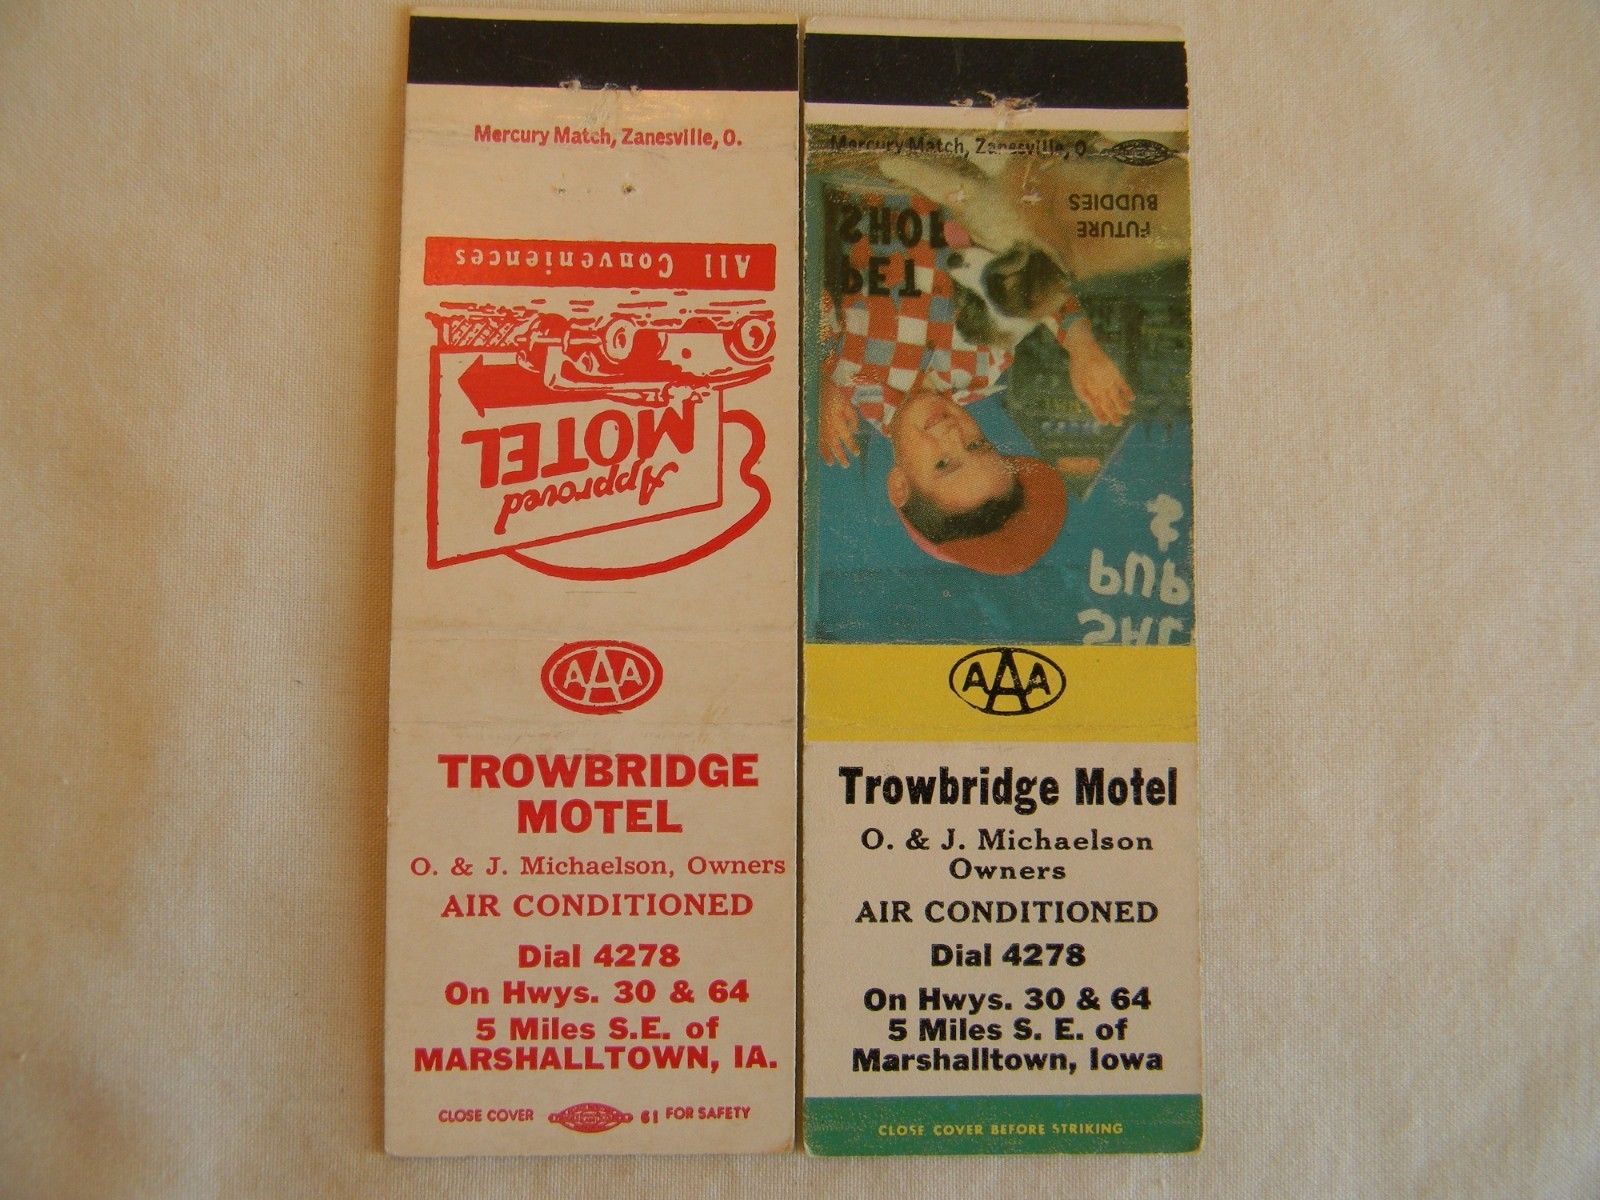 Mercury Match, Zanesville, O.
All Conveniences
Approved
MOTEL
AAA
TROWBRIDGE
MOTEL
O. & J. Michaelson, Owners
AIR CONDITIONED
Dial 4278
On Hwys. 30 & 64
5 Miles S.E. of
MARSHALLTOWN, IA.
CLOSE COVER 61 FOR SAFETY
Mercury Match, Zanesville, O
FUTURE
BUDDIES
PET
SHOT
PUP
&
AAA
Trowbridge Motel
O. & J. Michaelson
Owners
AIR CONDITIONED
Dial 4278
On Hwys. 30 & 64
5 Miles S. E. of
Marshalltown, Iowa
CLOSE COVER BEFORE STRIKING